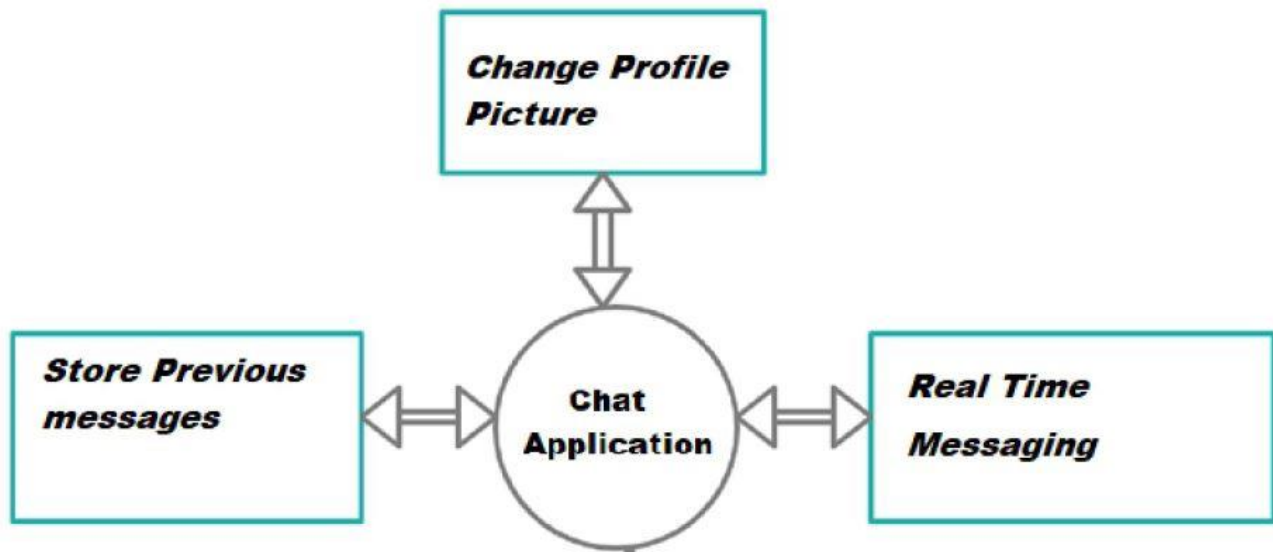 Change Profile
Picture
Store Previous
messages
Chat
Application
Real Time
Messaging